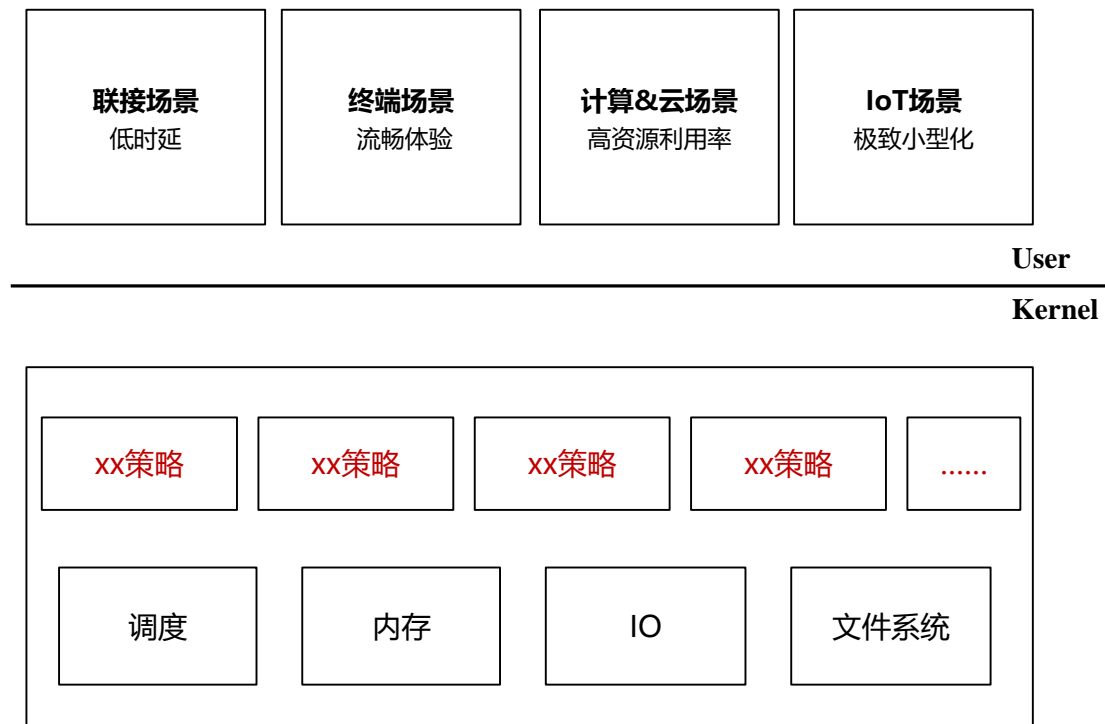 联接场景
低时延
终端场景
流畅体验
计算&云场景
高资源利用率
IoT场景
极致小型化
User
Kernel
xx策略
xx策略
xx策略
xx策略
......
调度
内存
IO
文件系统